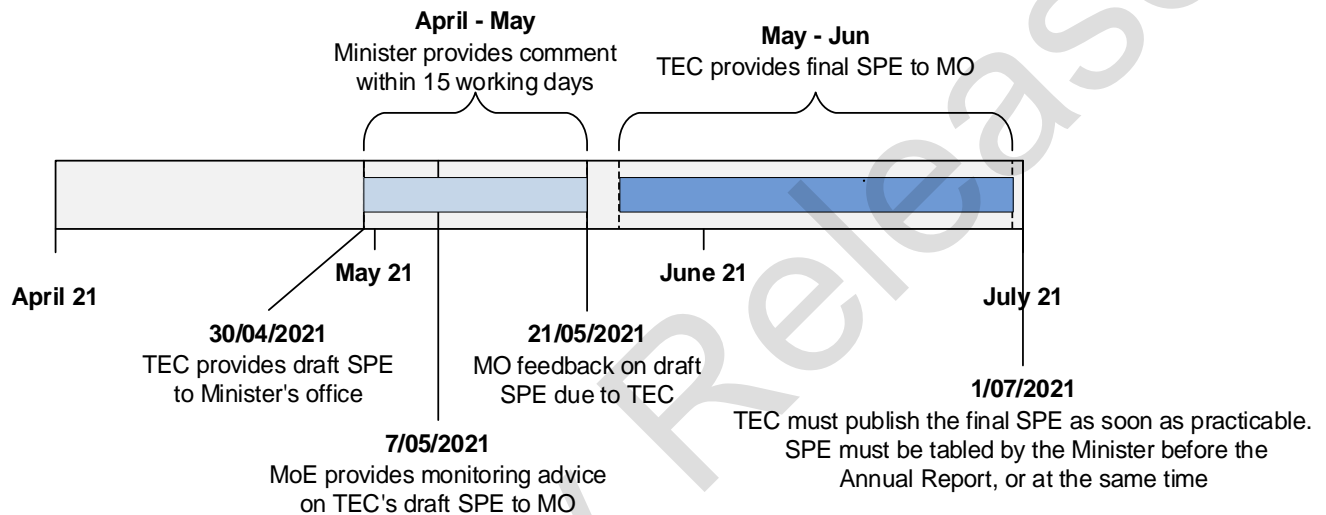 April - May
Minister provides comment
within 15 working days
May - Jun
TEC provides final SPE to MO
April 21
May 21
June 21
July 21
30/04/2021
TEC provides draft SPE
to Minister's office
21/05/2021
MO feedback on draft
SPE due to TEC
7/05/2021
MoE provides monitoring advice
on TEC's draft SPE to MO
1/07/2021
TEC must publish the final SPE as soon as practicable.
SPE must be tabled by the Minister before the
Annual Report, or at the same time
y Release